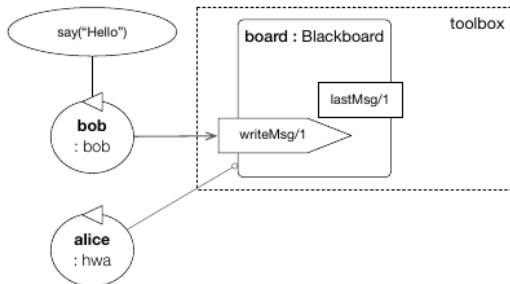 say("Hello")
toolbox
board : Blackboard
lastMsg/1
bob
: bob
writeMsg/1
alice
: hwa